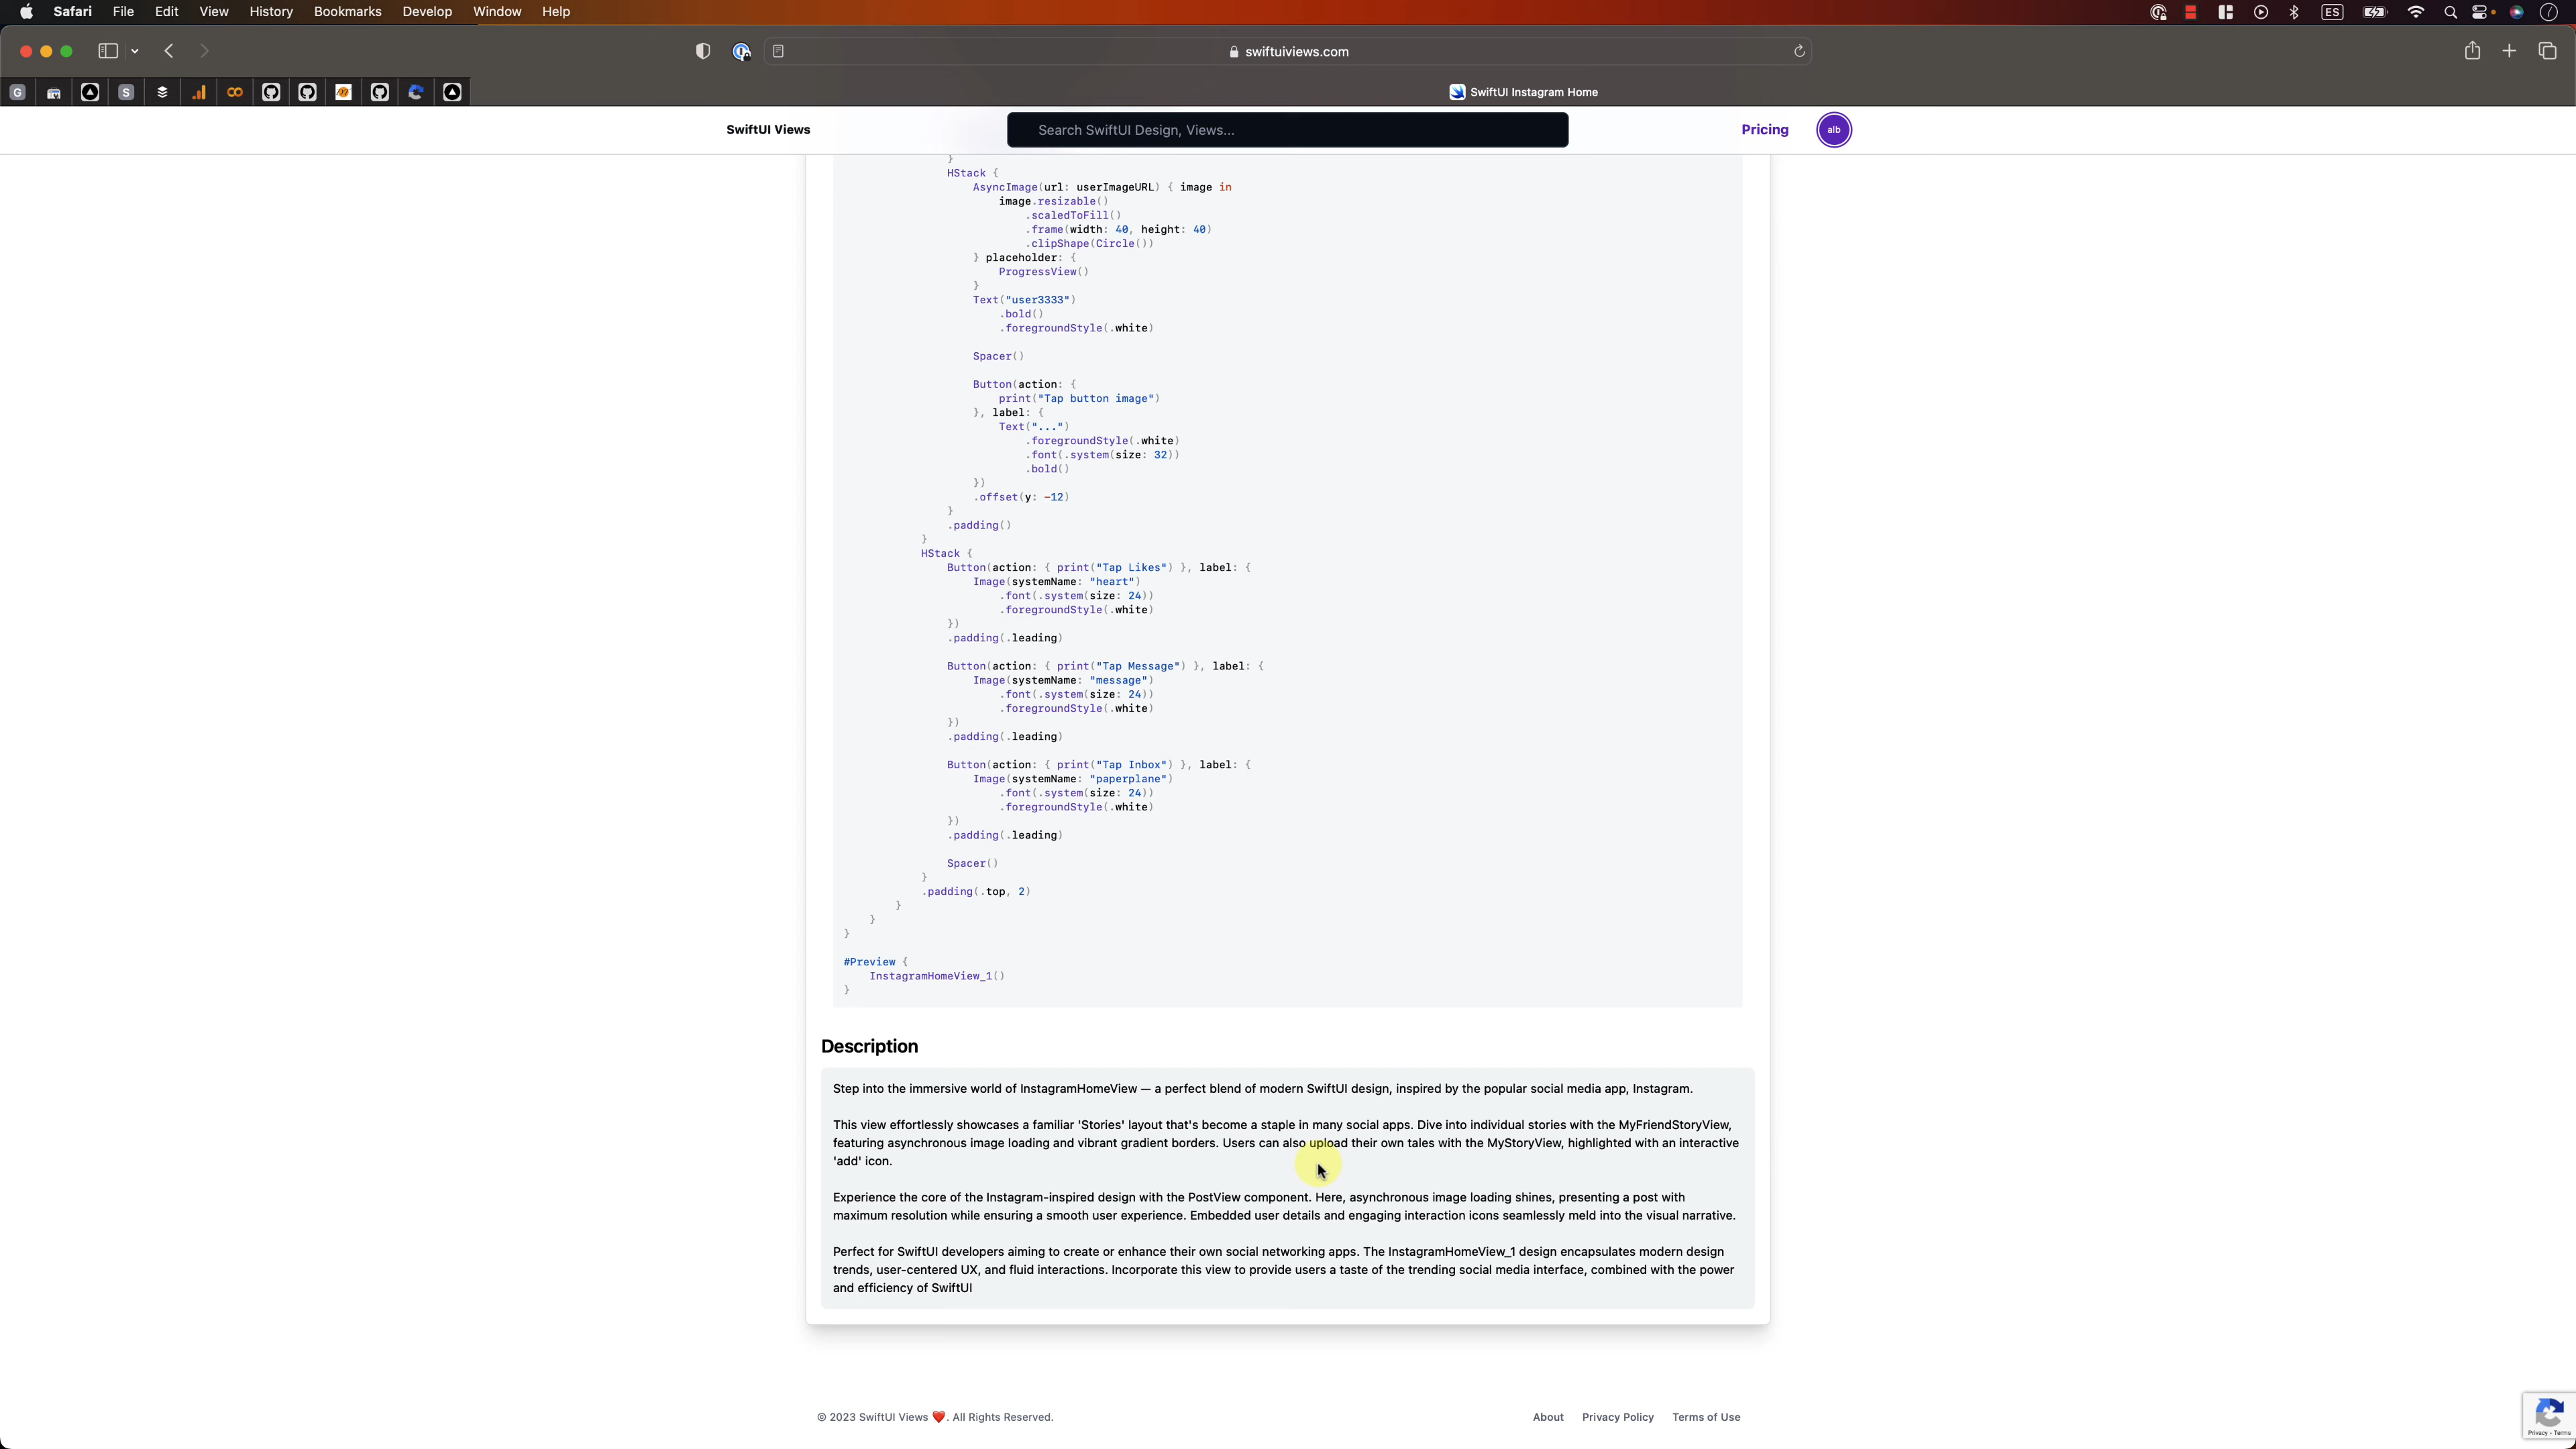 Safari File Edit View History Bookmarks Develop Window Help
ES
swiftuiviews.com
G
S
SwiftUI Instagram Home
SwiftUI Views
Search SwiftUI Design, Views...
Pricing
alb
}
HStack {
AsyncImage(url: userImageURL) { image in
image.resizable()
.scaledToFill()
.frame(width: 40, height: 40)
.clipShape(Circle())
} placeholder: {
ProgressView()
}
Text("user3333")
.bold()
.foregroundStyle(.white)
Spacer()
Button(action: {
print("Tap button image")
}, label: {
Text("...")
.foregroundStyle(.white)
.font(.system(size: 32))
.bold()
})
.offset(y: -12)
}
.padding()
}
HStack {
Button(action: { print("Tap Likes") }, label: {
Image(systemName: "heart")
.font(.system(size: 24))
.foregroundStyle(.white)
})
.padding(.leading)
Button(action: { print("Tap Message") }, label: {
Image(systemName: "message")
.font(.system(size: 24))
.foregroundStyle(.white)
})
.padding(.leading)
Button(action: { print("Tap Inbox") }, label: {
Image(systemName: "paperplane")
.font(.system(size: 24))
.foregroundStyle(.white)
})
.padding(.leading)
Spacer()
}
.padding(.top, 2)
}
}
}
#Preview {
InstagramHomeView_1()
}
Description
Step into the immersive world of InstagramHomeView — a perfect blend of modern SwiftUI design, inspired by the popular social media app, Instagram.
This view effortlessly showcases a familiar 'Stories' layout that's become a staple in many social apps. Dive into individual stories with the MyFriendStoryView,
featuring asynchronous image loading and vibrant gradient borders. Users can also upload their own tales with the MyStoryView, highlighted with an interactive
'add' icon.
Experience the core of the Instagram-inspired design with the PostView component. Here, asynchronous image loading shines, presenting a post with
maximum resolution while ensuring a smooth user experience. Embedded user details and engaging interaction icons seamlessly meld into the visual narrative.
Perfect for SwiftUI developers aiming to create or enhance their own social networking apps. The InstagramHomeView_1 design encapsulates modern design
trends, user-centered UX, and fluid interactions. Incorporate this view to provide users a taste of the trending social media interface, combined with the power
and efficiency of SwiftUI
© 2023 SwiftUI Views ❤️. All Rights Reserved.
About Privacy Policy Terms of Use
Privacy - Terms